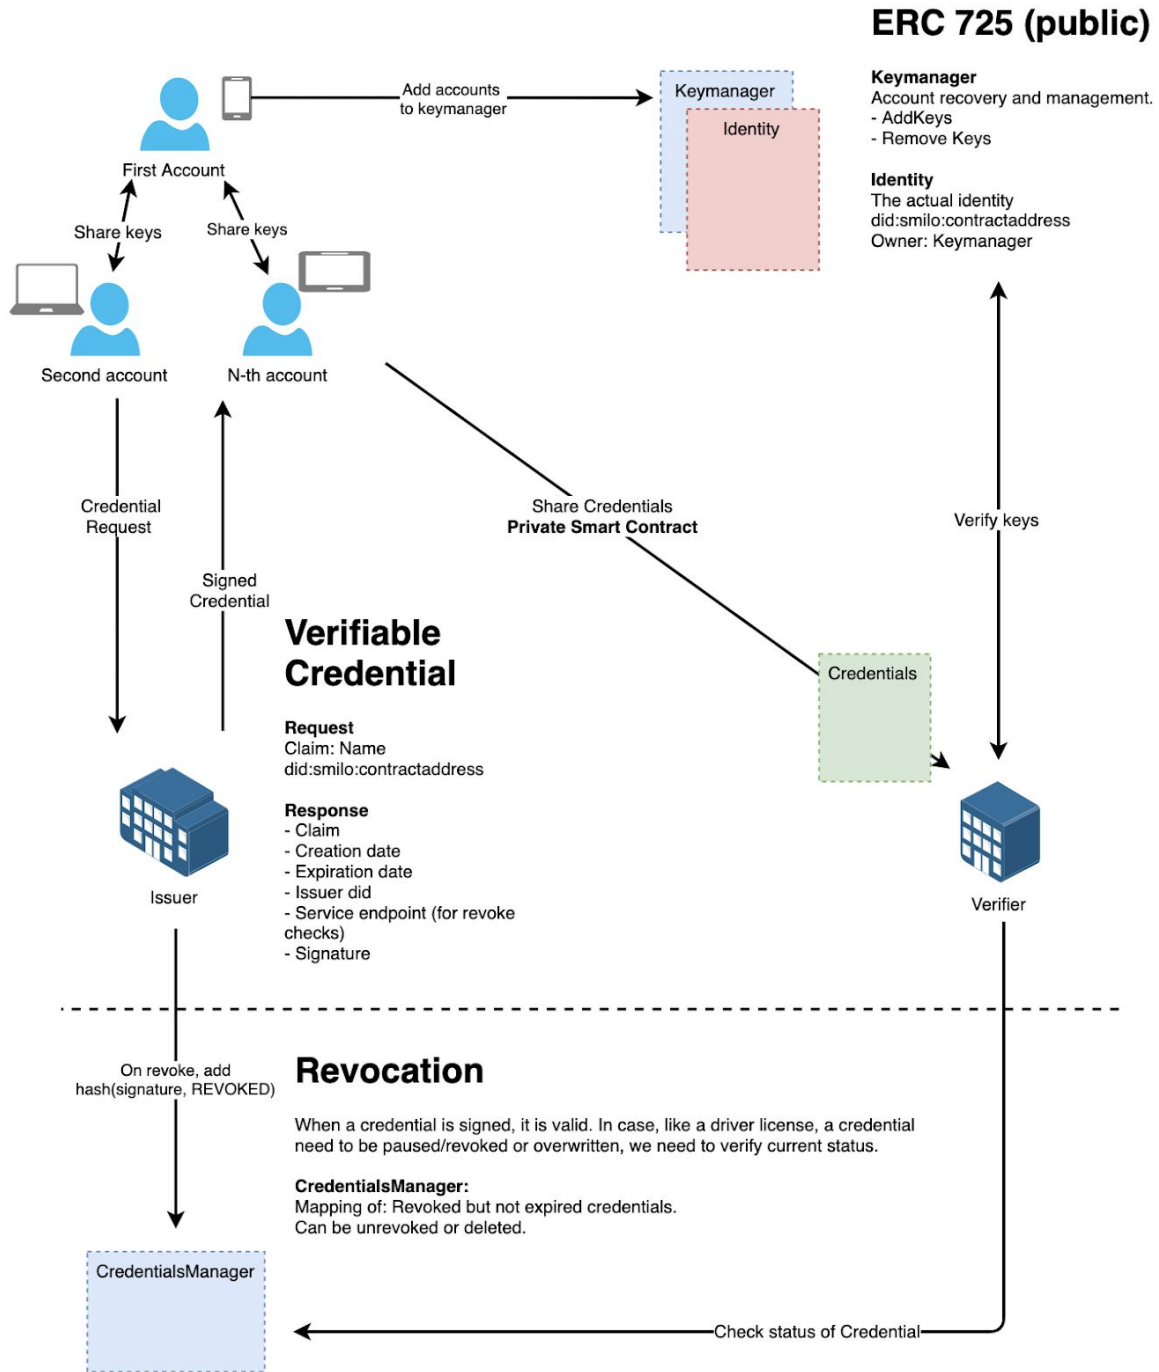 ERC 725 (public)
Keymanager
Account recovery and management.
- AddKeys
- Remove Keys
Identity
The actual identity
did:smilo:contractaddress
Owner: Keymanager
Add accounts
to keymanager
Keymanager
Identity
First Account
Share keys
Share keys
Second account
N-th account
Credential
Request
Signed
Credential
Share Credentials
Private Smart Contract
Verify keys
Credentials
Verifiable
Credential
Request
Claim: Name
did:smilo:contractaddress
Response
- Claim
- Creation date
- Expiration date
- Issuer did
- Service endpoint (for revoke
checks)
- Signature
Issuer
Verifier
On revoke, add
hash(signature, REVOKED)
Revocation
When a credential is signed, it is valid. In case, like a driver license, a credential
need to be paused/revoked or overwritten, we need to verify current status.
CredentialsManager:
Mapping of: Revoked but not expired credentials.
Can be unrevoked or deleted.
CredentialsManager
Check status of Credential